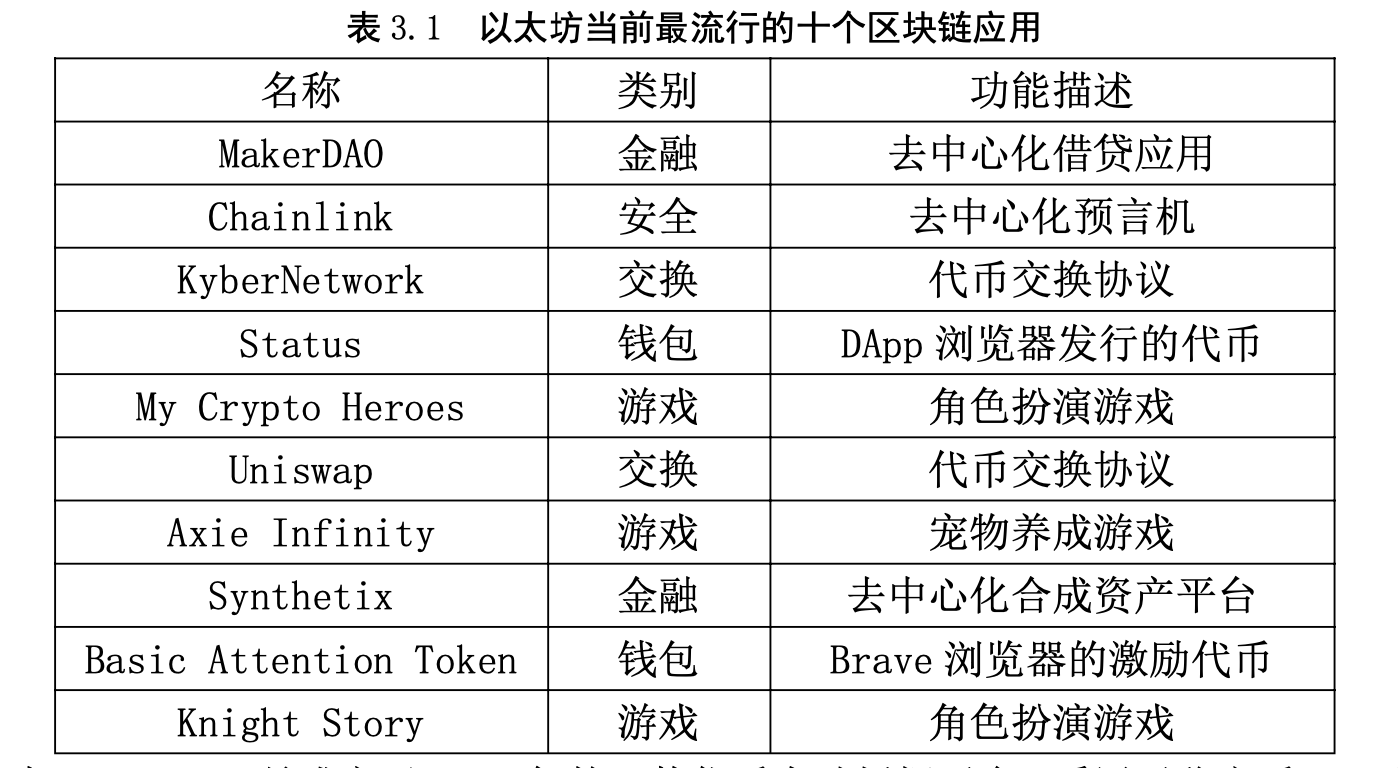 表 3.1 以太坊当前最流行的十个区块链应用
名称 类别 功能描述
MakerDAO 金融 去中心化借贷应用
Chainlink 安全 去中心化预言机
KyberNetwork 交换 代币交换协议
Status 钱包 DApp 浏览器发行的代币
My Crypto Heroes 游戏 角色扮演游戏
Uniswap 交换 代币交换协议
Axie Infinity 游戏 宠物养成游戏
Synthetix 金融 去中心化合成资产平台
Basic Attention Token 钱包 Brave 浏览器的激励代币
Knight Story 游戏 角色扮演游戏